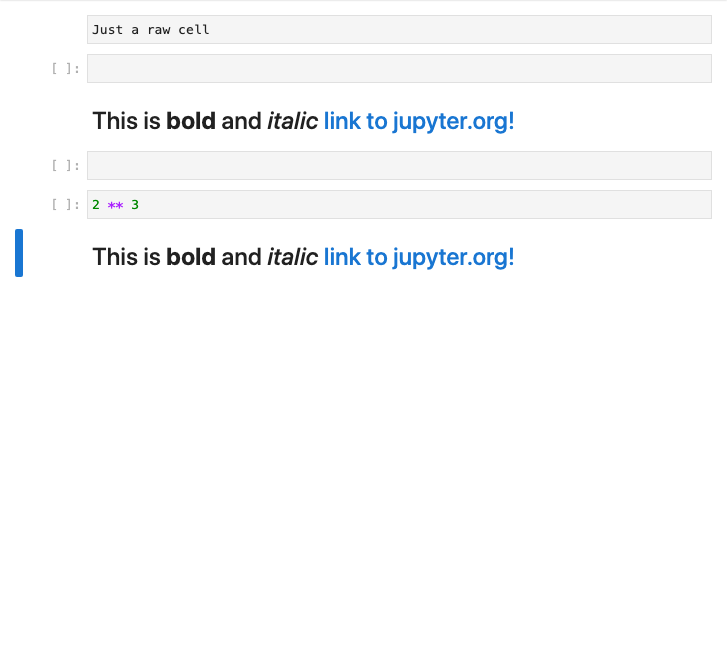 Just a raw cell
[ ]:
This is bold and italic link to jupyter.org!
[ ]:
[ ]: 2 ** 3
This is bold and italic link to jupyter.org!